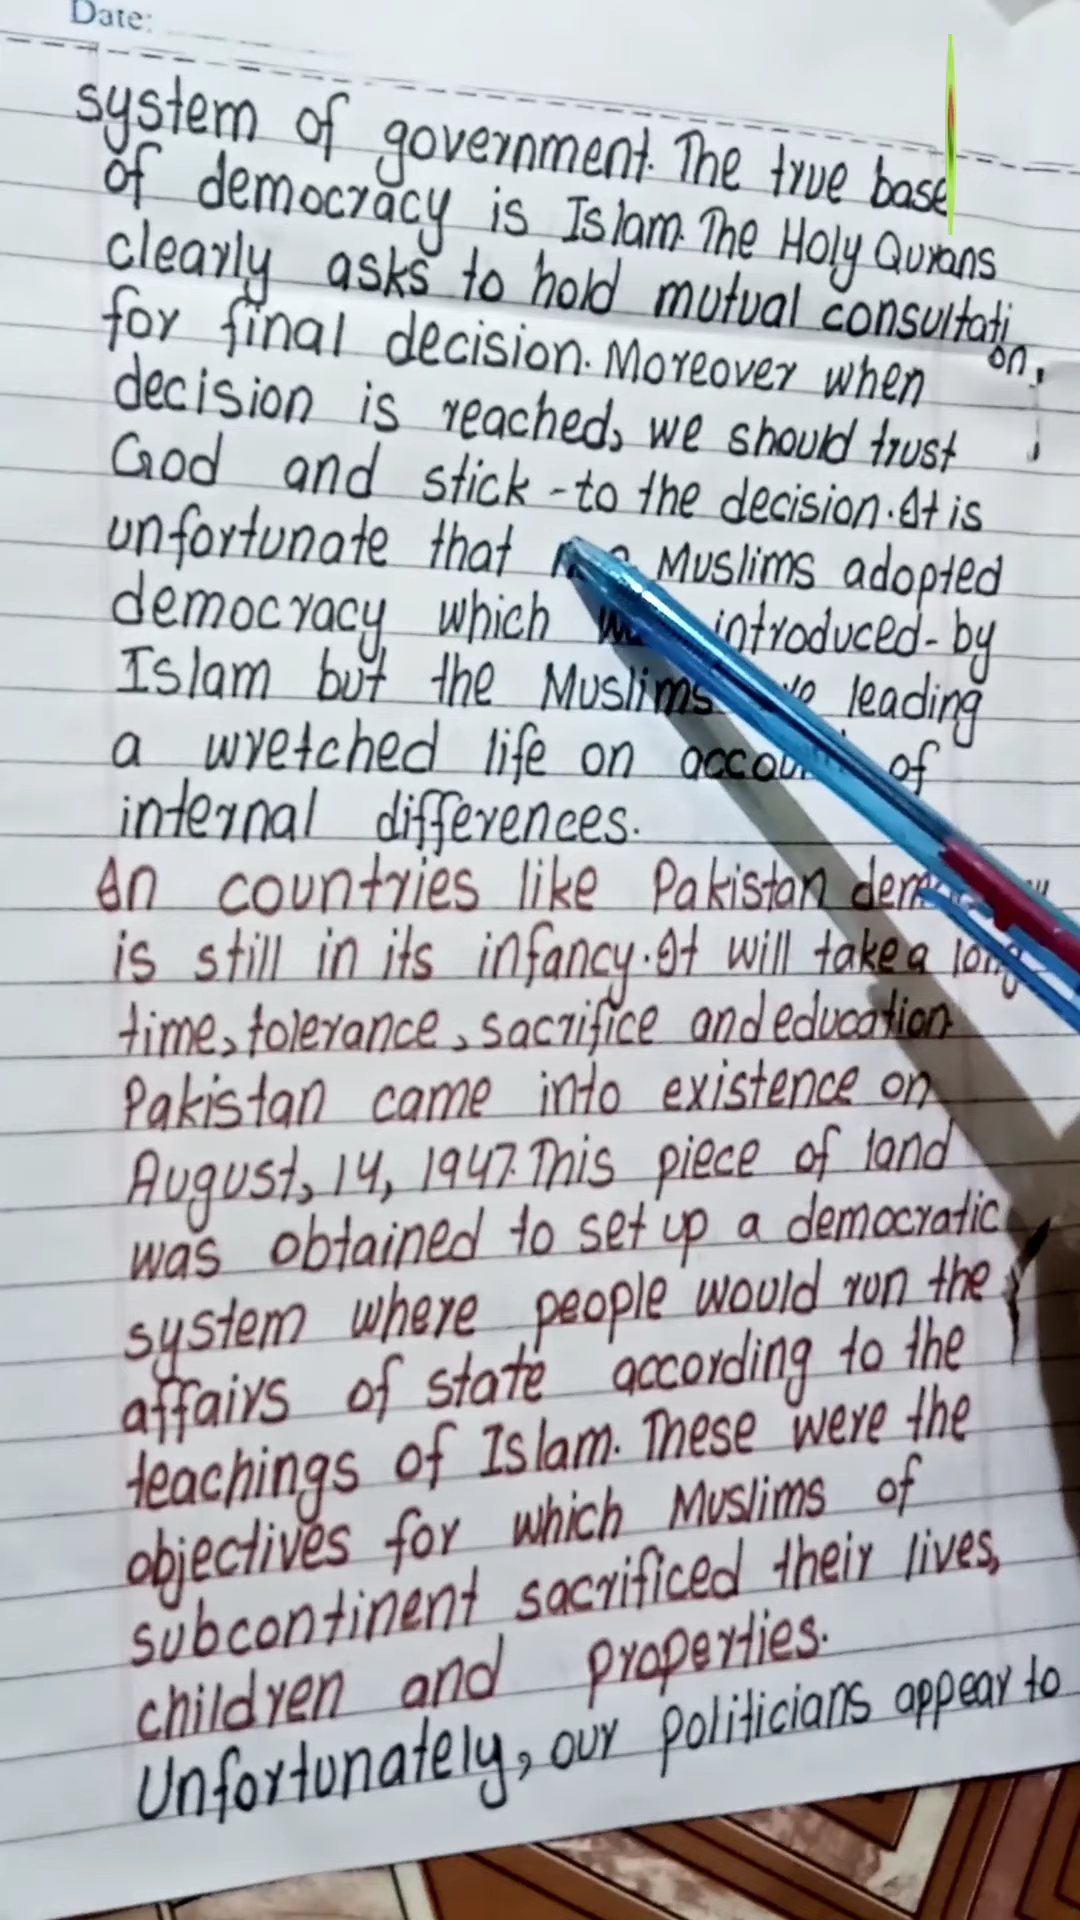 Date:
system of government. The true base
of democracy is Islam. The Holy Qurans
clearly asks to hold mutual consultati
on,
for final decision. Moreover when
decision is reached, we should trust
God and stick -to the decision. It is
unfortunate that Muslims adopted
democracy which introduced-by
Islam but the Muslims leading
a wretched life on account of
internal differences.
In countries like Pakistan
is still in its infancy. It will take a long
time, tolerance, sacrifice and education
Pakistan came into existence on
August, 14, 1947. This piece of land
was obtained to set up a democratic
system where people would run the
affairs of state according to the
teachings of Islam. These were the
objectives for which Muslims of
subcontinent sacrificed their lives,
children and properties.
Unfortunately, our politicians appear to